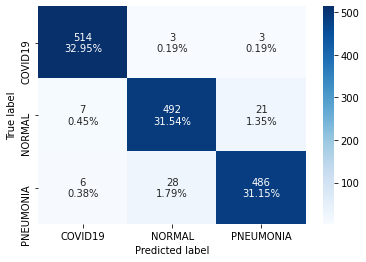 514
32.95%
3
0.19%
3
0.19%
7
0.45%
492
31.54%
21
1.35%
6
0.38%
28
1.79%
486
31.15%
COVID19
NORMAL
PNEUMONIA
True label
COVID19
NORMAL
PNEUMONIA
Predicted label
500
400
300
200
100